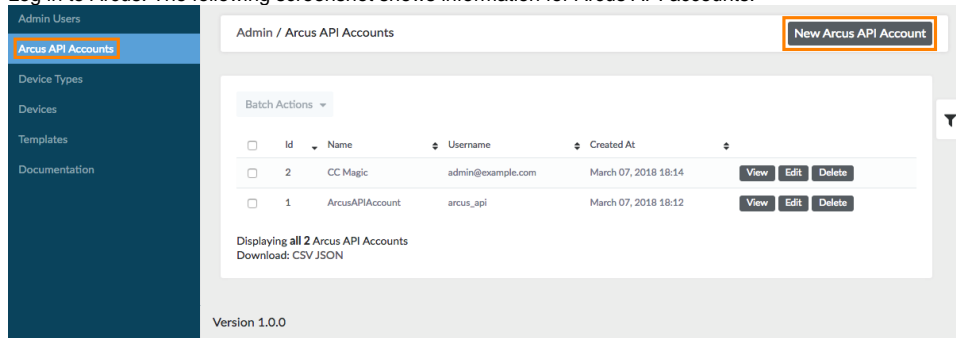 Log in to Arcus. The following screenshot shows information for Arcus API accounts.
Admin Users
Admin / Arcus API Accounts
New Arcus API Account
Arcus API Accounts
Device Types
Devices
Batch Actions
Templates
Id Name Username Created At
Documentation
2 CC Magic admin@example.com March 07, 2018 18:14 View Edit Delete
1 ArcusAPIAccount arcus_api March 07, 2018 18:12 View Edit Delete
Displaying all 2 Arcus API Accounts
Download: CSV JSON
Version 1.0.0